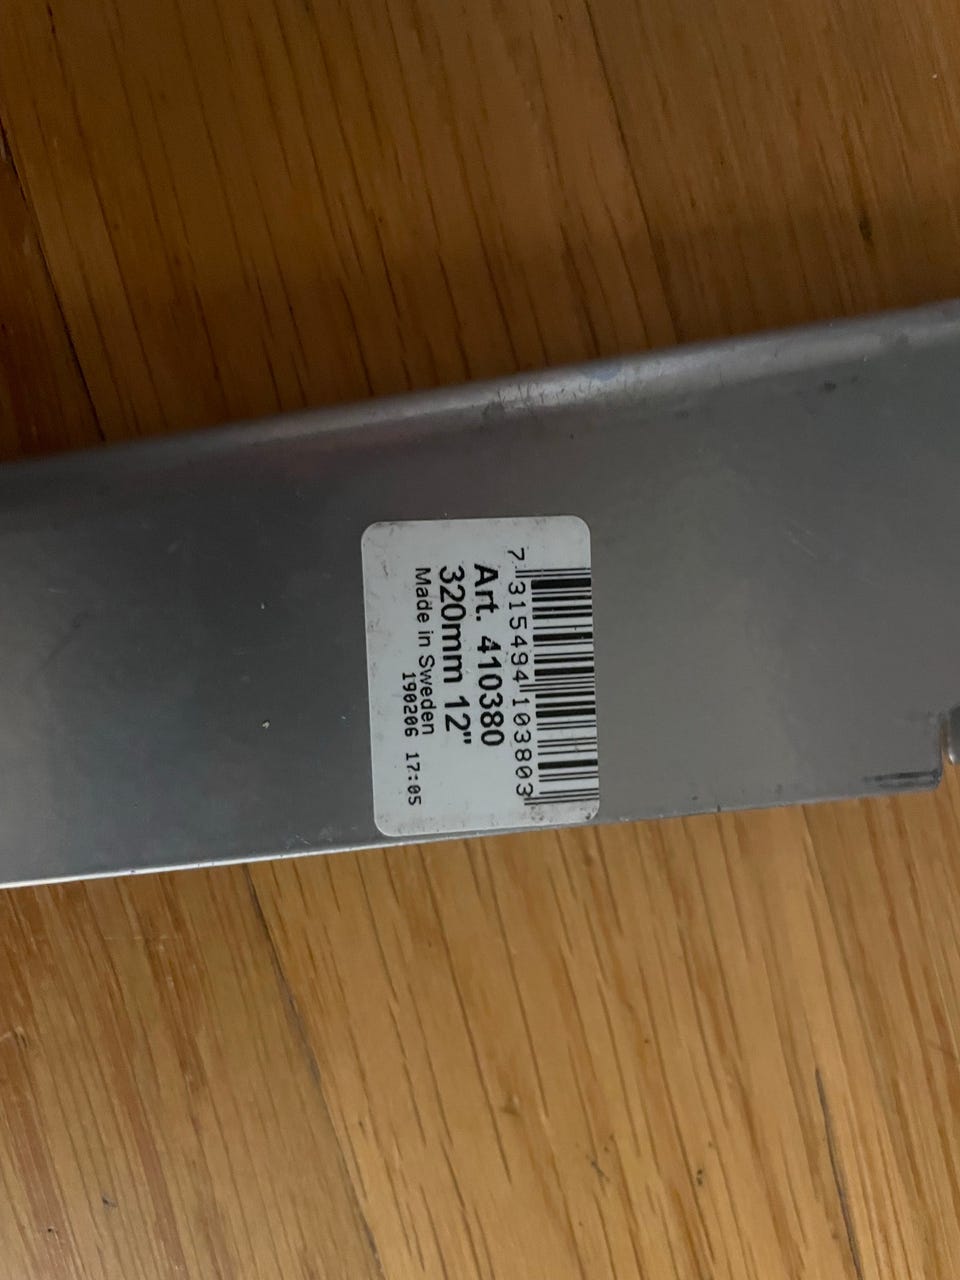 7 315494 103803
Art. 410380
320mm 12"
Made in Sweden
190206 17:05